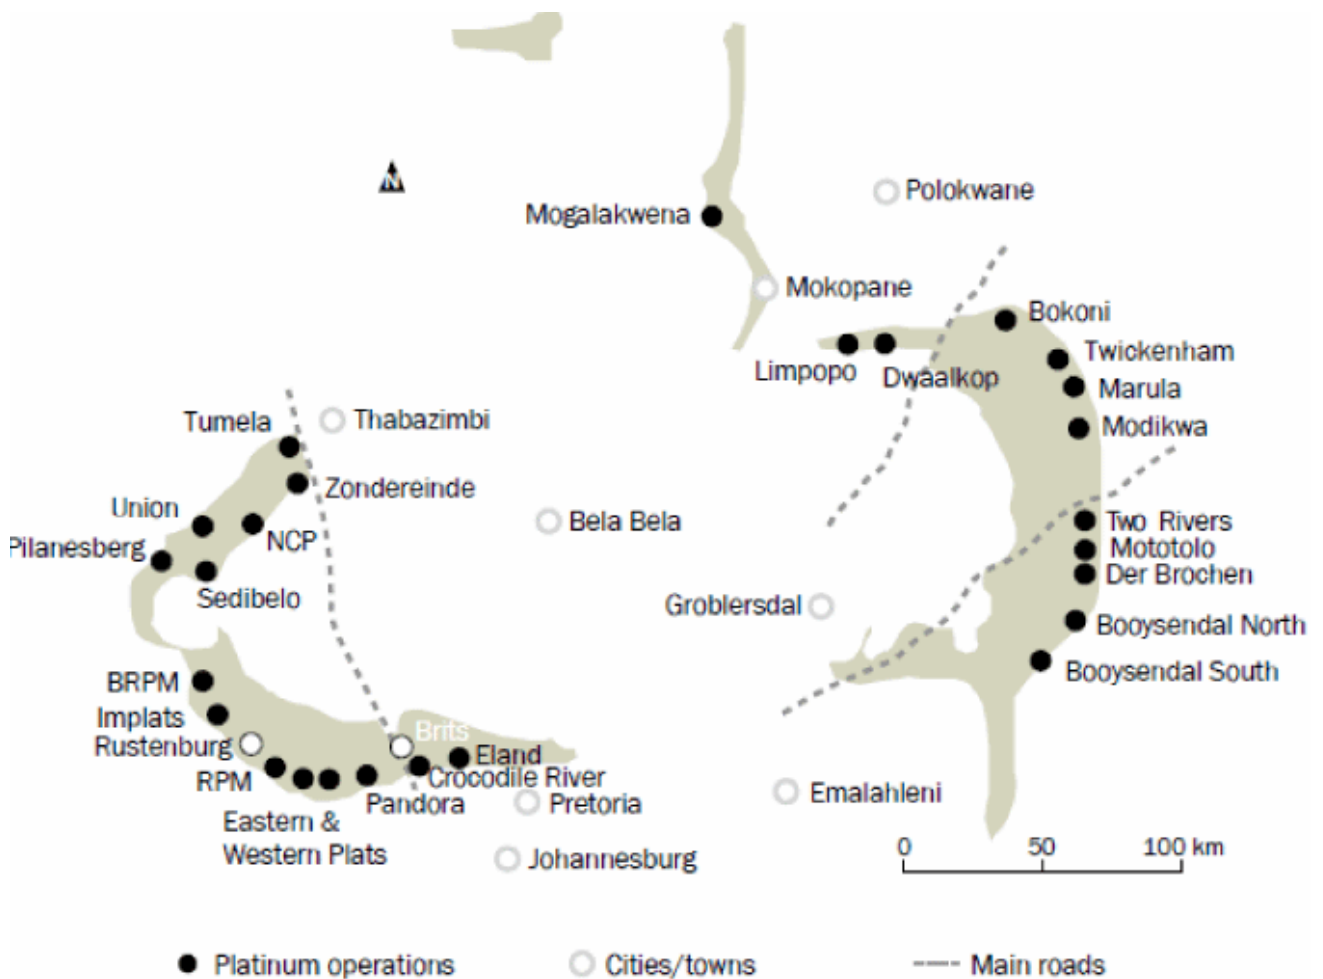 N
Polokwane
Mogalakwena
Mokopane
Bokoni
Twickenham
Limpopo
Dwaalkop
Marula
Thabazimbi
Tumela
Modikwa
Zondereinde
Union
Bela Bela
Two Rivers
NCP
Pilanesberg
Mototolo
Der Brochen
Sedibelo
Groblersdal
Booysendal North
Booysendal South
BRPM
Implats
Brits
Rustenburg
Eland
Crocodile River
RPM
Pandora
Pretoria
Emalahleni
Eastern &
Western Plats
Johannesburg
0 50 100 km
Platinum operations
Cities/towns
Main roads